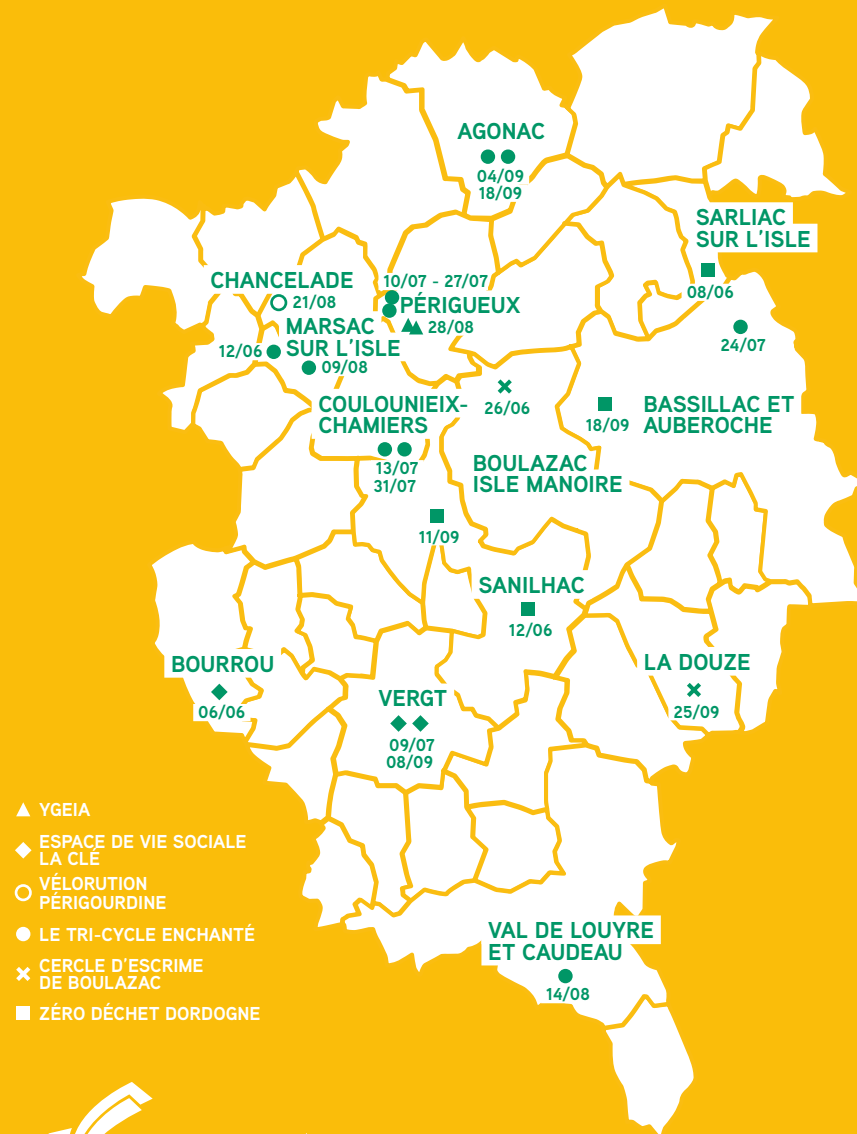 AGONAC
04/09
18/09
SARLIAC
SUR L'ISLE
08/06
CHANCELADE
21/08
10/07 - 27/07
PÉRIGUEUX
28/08
24/07
MARSAC
SUR L'ISLE
12/06
09/08
COULOUNIEIX-
CHAMIERS
13/07
31/07
26/06
18/09
BASSILLAC ET
AUBEROCHE
BOULAZAC
ISLE MANOIRE
11/09
SANILHAC
12/06
BOURROU
06/06
LA DOUZE
25/09
VERGT
09/07
08/09
VAL DE LOUYRE
ET CAUDEAU
14/08
YGEIA
ESPACE DE VIE SOCIALE
LA CLÉ
VÉLORUTION
PÉRIGOURDINE
LE TRI-CYCLE ENCHANTÉ
CERCLE D'ESCRIME
DE BOULAZAC
ZÉRO DÉCHET DORDOGNE